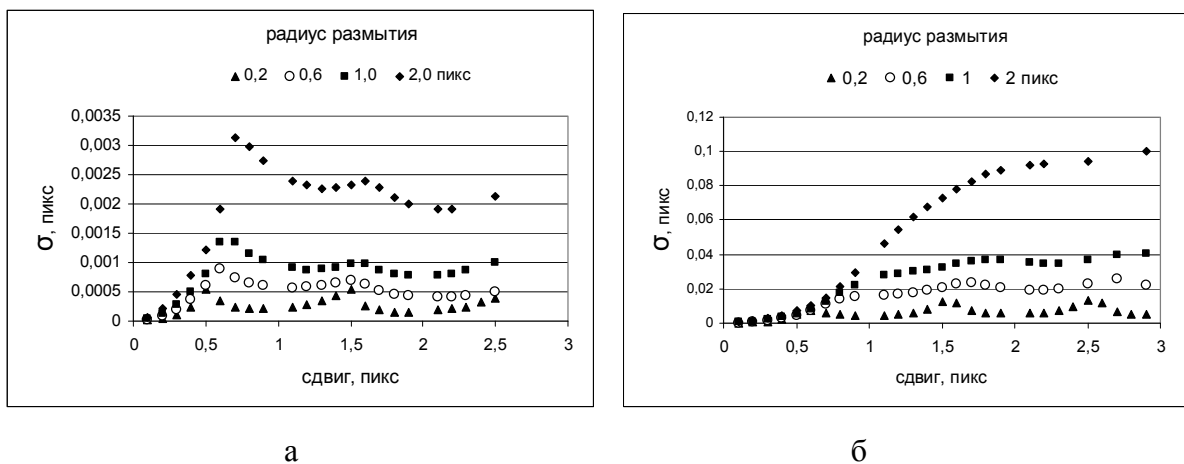 радиус размытия
▲ 0,2 ○ 0,6 ■ 1,0 ◆ 2,0 пикс
0,0035
0,003
0,0025
0,002
0,0015
0,001
0,0005
0
σ, пикс
0 0,5 1 1,5 2 2,5 3
сдвиг, пикс
а
радиус размытия
▲ 0,2 ○ 0,6 ■ 1 ◆ 2 пикс
0,12
0,1
0,08
0,06
0,04
0,02
0
σ, пикс
0 0,5 1 1,5 2 2,5 3
сдвиг, пикс
б